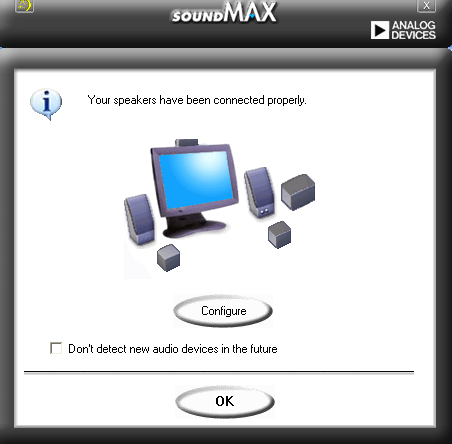 SOUNDMAX
X
ANALOG
DEVICES
Your speakers have been connected properly.
Configure
Don't detect new audio devices in the future
OK